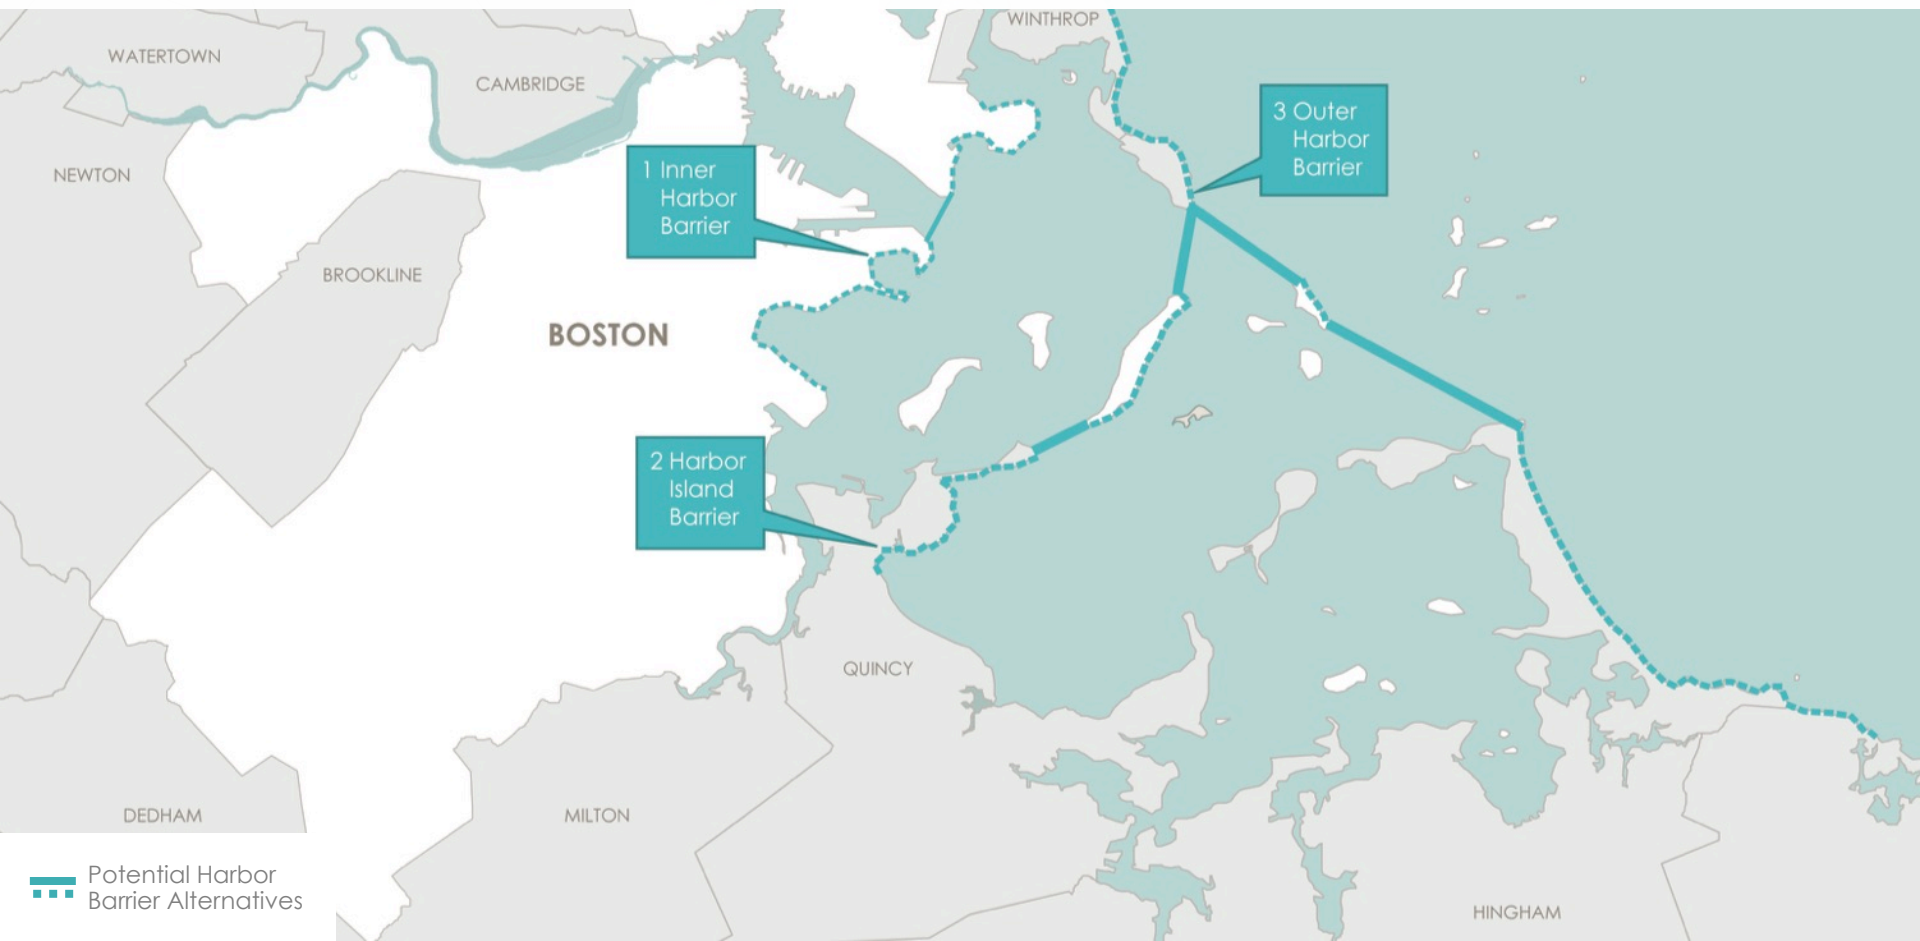 WINTHROP
WATERTOWN
CAMBRIDGE
3 Outer
Harbor
Barrier
NEWTON
1 Inner
Harbor
Barrier
BROOKLINE
BOSTON
2 Harbor
Island
Barrier
QUINCY
DEDHAM
MILTON
Potential Harbor
Barrier Alternatives
HINGHAM